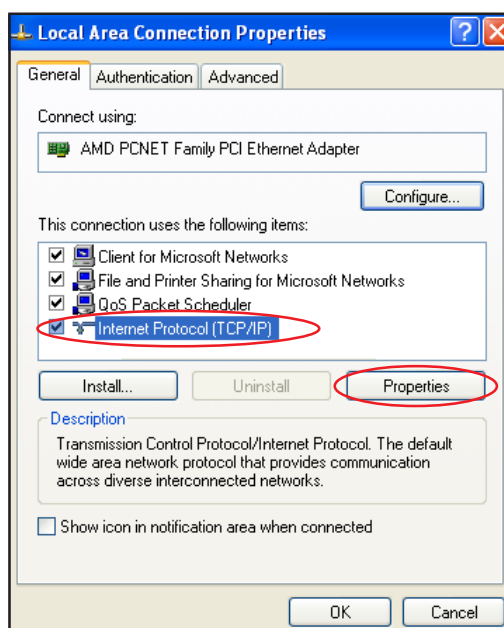 Local Area Connection Properties
General Authentication Advanced
Connect using:
AMD PCNET Family PCI Ethernet Adapter
Configure...
This connection uses the following items:
Client for Microsoft Networks
File and Printer Sharing for Microsoft Networks
QoS Packet Scheduler
Internet Protocol (TCP/IP)
Install... Uninstall Properties
Description
Transmission Control Protocol/Internet Protocol. The default
wide area network protocol that provides communication
across diverse interconnected networks.
Show icon in notification area when connected
OK Cancel